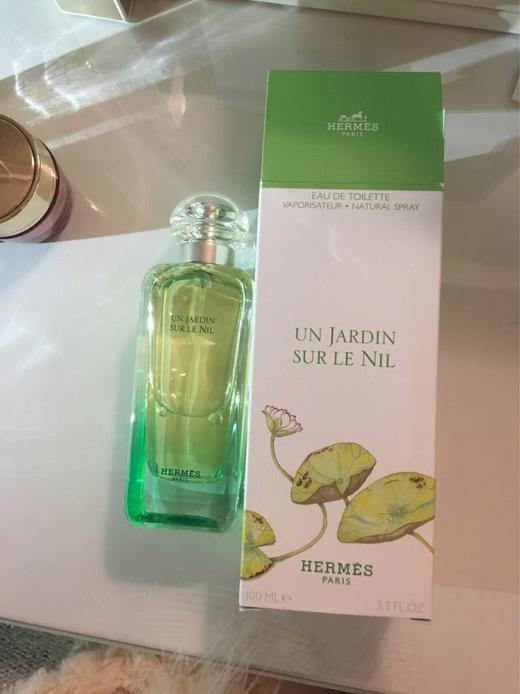 UN JARDIN
SUR LE NIL
HERMÈS
PARIS
HERMÈS
PARIS
EAU DE TOILETTE
VAPORISATEUR • NATURAL SPRAY
UN JARDIN
SUR LE NIL
HERMÈS
PARIS
100 ML ℮
3.3 FL.OZ